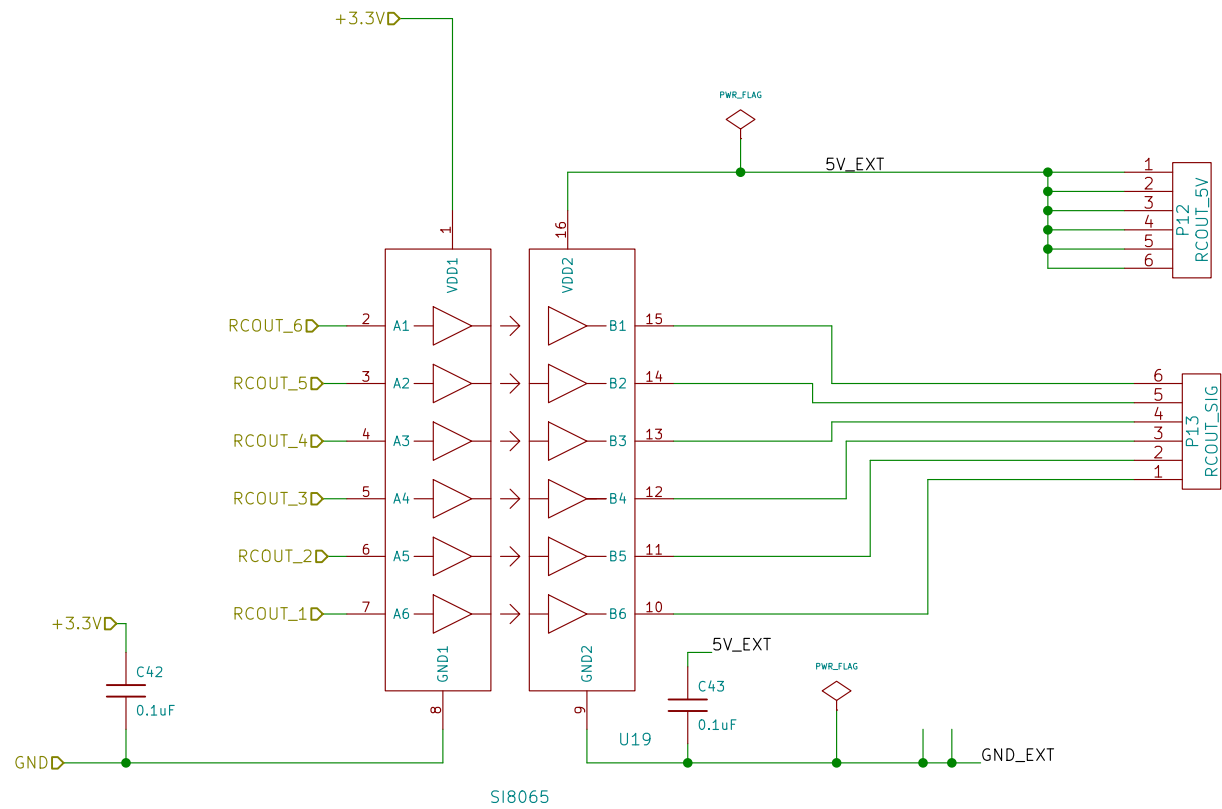 +3.3V
PWR_FLAG
5V_EXT
1
2
3
4
5
6
P12
RCOUT_5V
1
VDD1
16
VDD2
RCOUT_6
2
A1
B1
15
RCOUT_5
3
A2
B2
14
RCOUT_4
4
A3
B3
13
RCOUT_3
5
A4
B4
12
RCOUT_2
6
A5
B5
11
RCOUT_1
7
A6
B6
10
6
5
4
3
2
1
P13
RCOUT_SIG
+3.3V
C42
0.1uF
GND
GND1
8
GND2
9
5V_EXT
C43
0.1uF
PWR_FLAG
U19
GND_EXT
SI8065